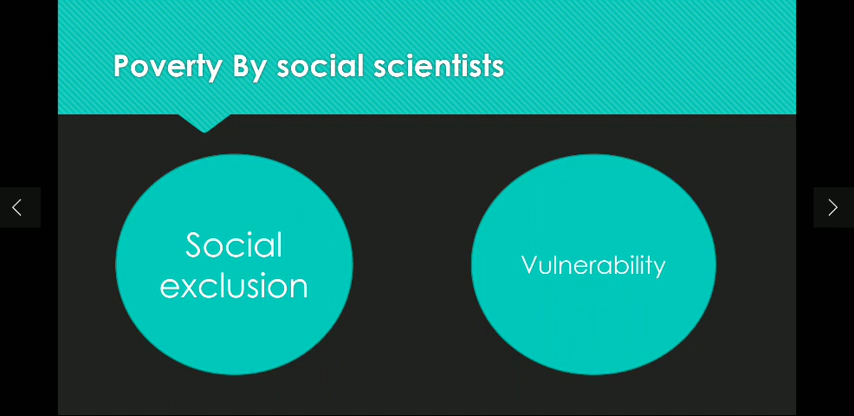 Poverty By social scientists
Social
exclusion
Vulnerability